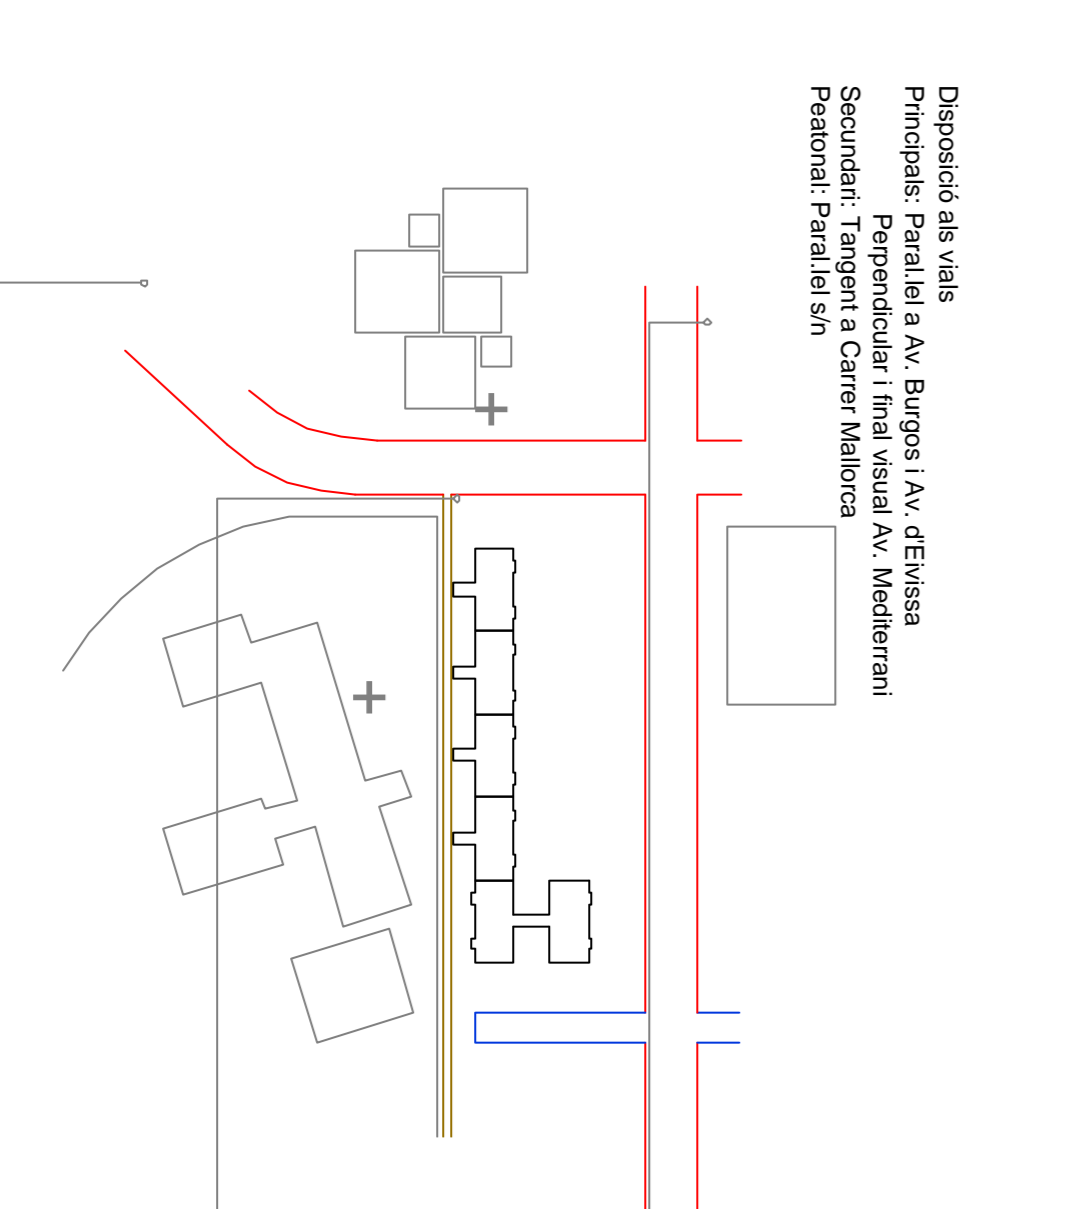 Disposició als vials
Principals: Paral.lel a Av. Burgos i Av. d'Eivissa
Perpendicular i final visual Av. Mediterrani
Secundari: Tangent a Carrer Mallorca
Peatonal: Paral.lel s/n